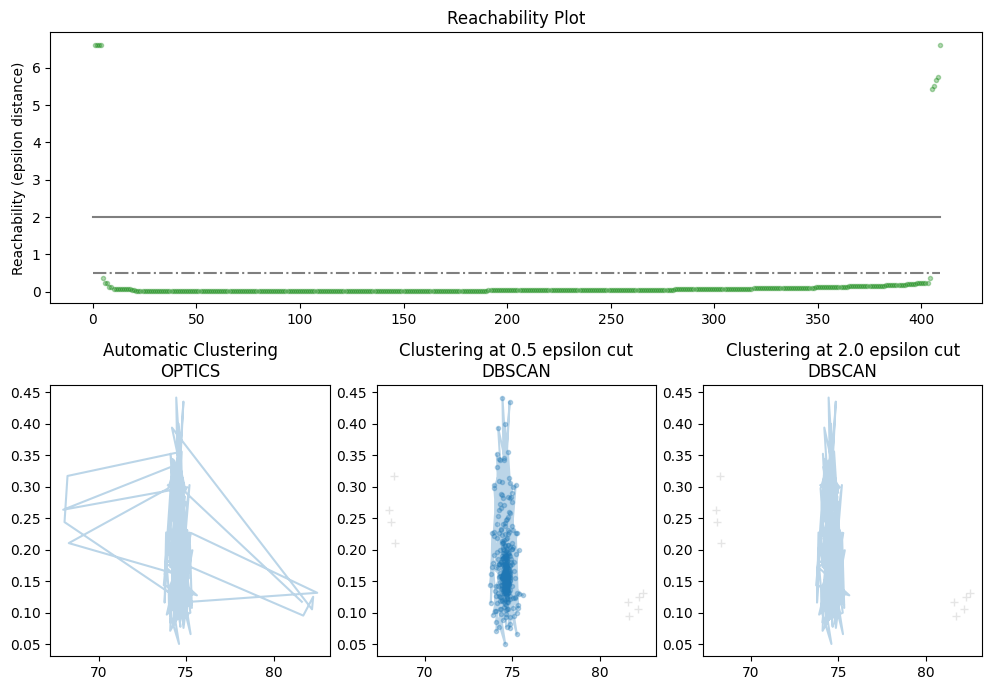 Reachability Plot
Reachability (epsilon distance)
6
5
4
3
2
1
0
0 50 100 150 200 250 300 350 400
Automatic Clustering
OPTICS
0.45
0.40
0.35
0.30
0.25
0.20
0.15
0.10
0.05
70 75 80
Clustering at 0.5 epsilon cut
DBSCAN
0.45
0.40
0.35
0.30
0.25
0.20
0.15
0.10
0.05
70 75 80
Clustering at 2.0 epsilon cut
DBSCAN
0.45
0.40
0.35
0.30
0.25
0.20
0.15
0.10
0.05
70 75 80